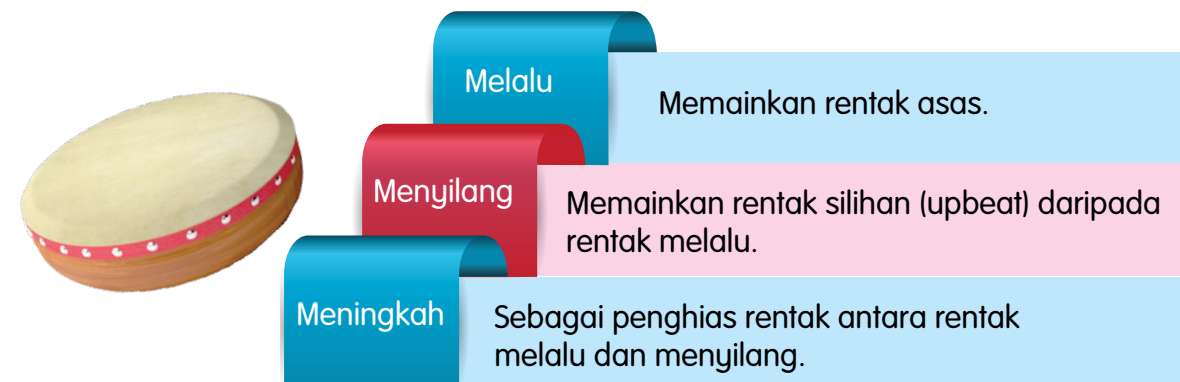 Melalu
Memainkan rentak asas.
Menyilang
Memainkan rentak silihan (upbeat) daripada
rentak melalu.
Meningkah
Sebagai penghias rentak antara rentak
melalu dan menyilang.